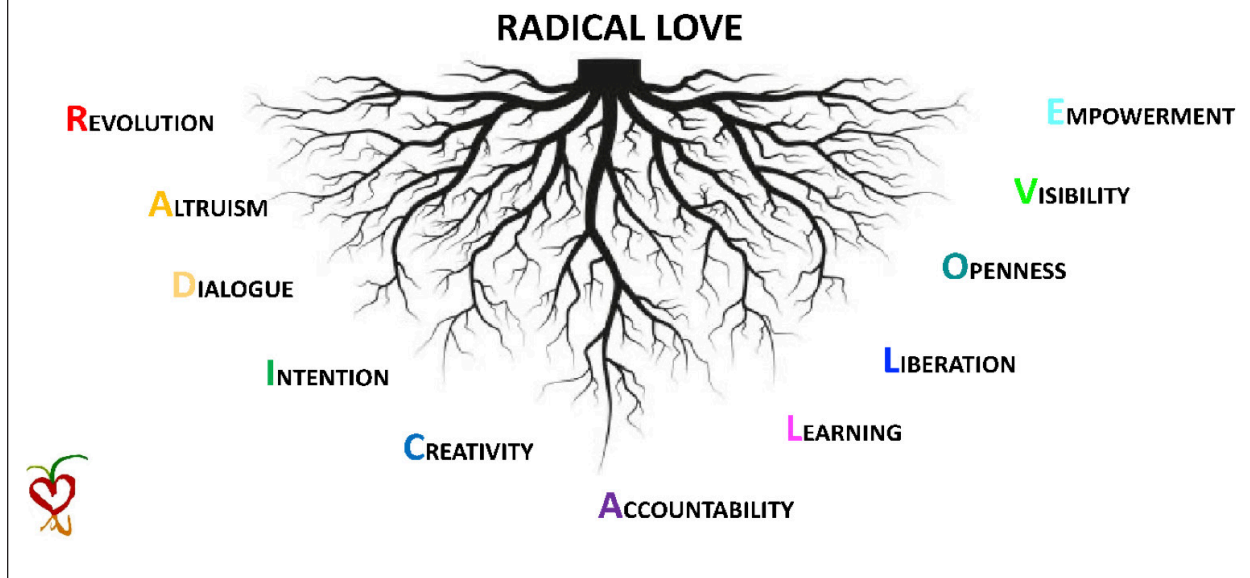 RADICAL LOVE
REVOLUTION
ALTRUISM
DIALOGUE
INTENTION
CREATIVITY
ACCOUNTABILITY
LEARNING
LIBERATION
OPENNESS
VISIBILITY
EMPOWERMENT